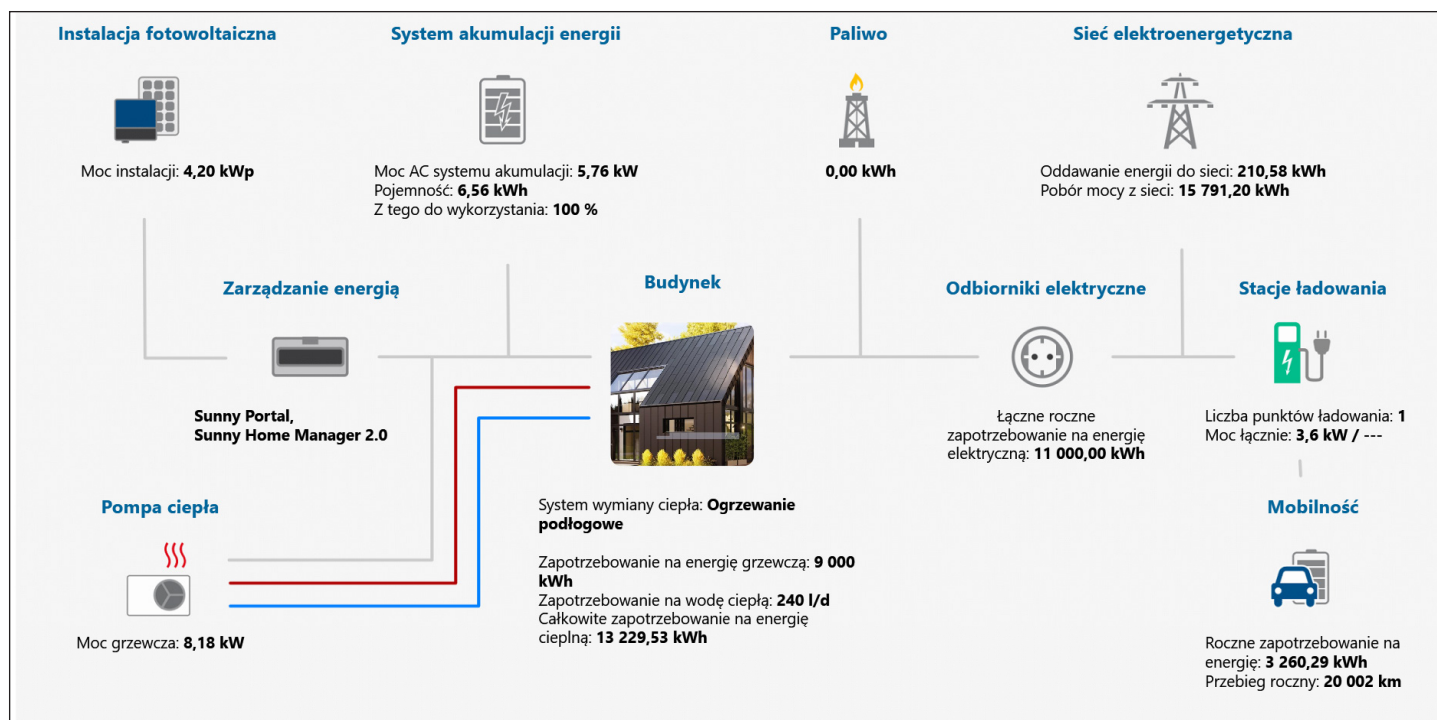 Instalacja fotowoltaiczna
System akumulacji energii
Paliwo
Sieć elektroenergetyczna
Moc instalacji: 4,20 kWp
Moc AC systemu akumulacji: 5,76 kW
Pojemność: 6,56 kWh
Z tego do wykorzystania: 100 %
0,00 kWh
Oddawanie energii do sieci: 210,58 kWh
Pobór mocy z sieci: 15 791,20 kWh
Zarządzanie energią
Budynek
Odbiorniki elektryczne
Stacje ładowania
Sunny Portal,
Sunny Home Manager 2.0
Łączne roczne
zapotrzebowanie na energię
elektryczną: 11 000,00 kWh
Liczba punktów ładowania: 1
Moc łącznie: 3,6 kW / ---
Pompa ciepła
Moc grzewcza: 8,18 kW
System wymiany ciepła: Ogrzewanie
podłogowe
Zapotrzebowanie na energię grzewczą: 9 000
kWh
Zapotrzebowanie na wodę ciepłą: 240 l/d
Całkowite zapotrzebowanie na energię
cieplną: 13 229,53 kWh
Mobilność
Roczne zapotrzebowanie na
energię: 3 260,29 kWh
Przebieg roczny: 20 002 km